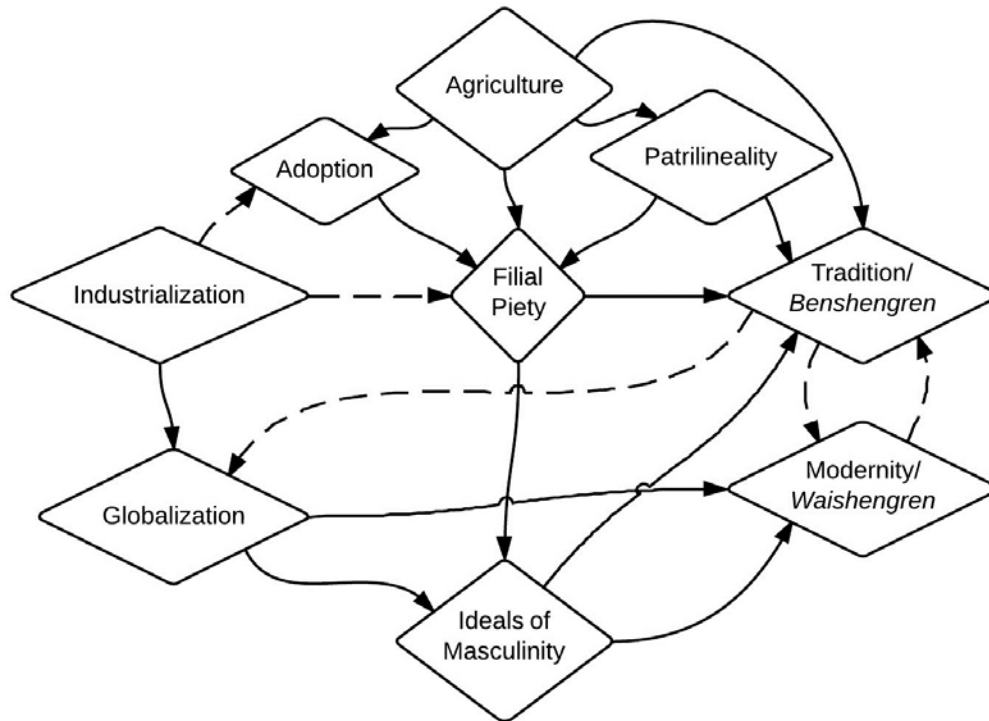 Agriculture
Adoption
Patrilineality
Industrialization
Filial
Piety
Tradition/
Benshengren
Globalization
Modernity/
Waishengren
Ideals of
Masculinity